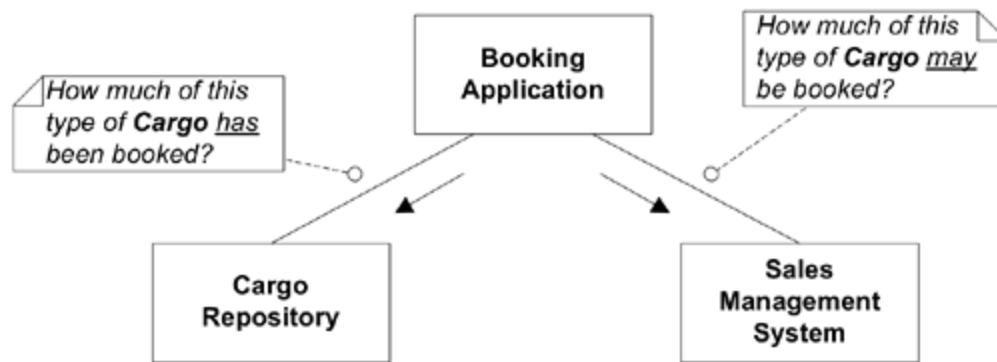 How much of this
type of Cargo has
been booked?
Booking
Application
How much of this
type of Cargo may
be booked?
Cargo
Repository
Sales
Management
System